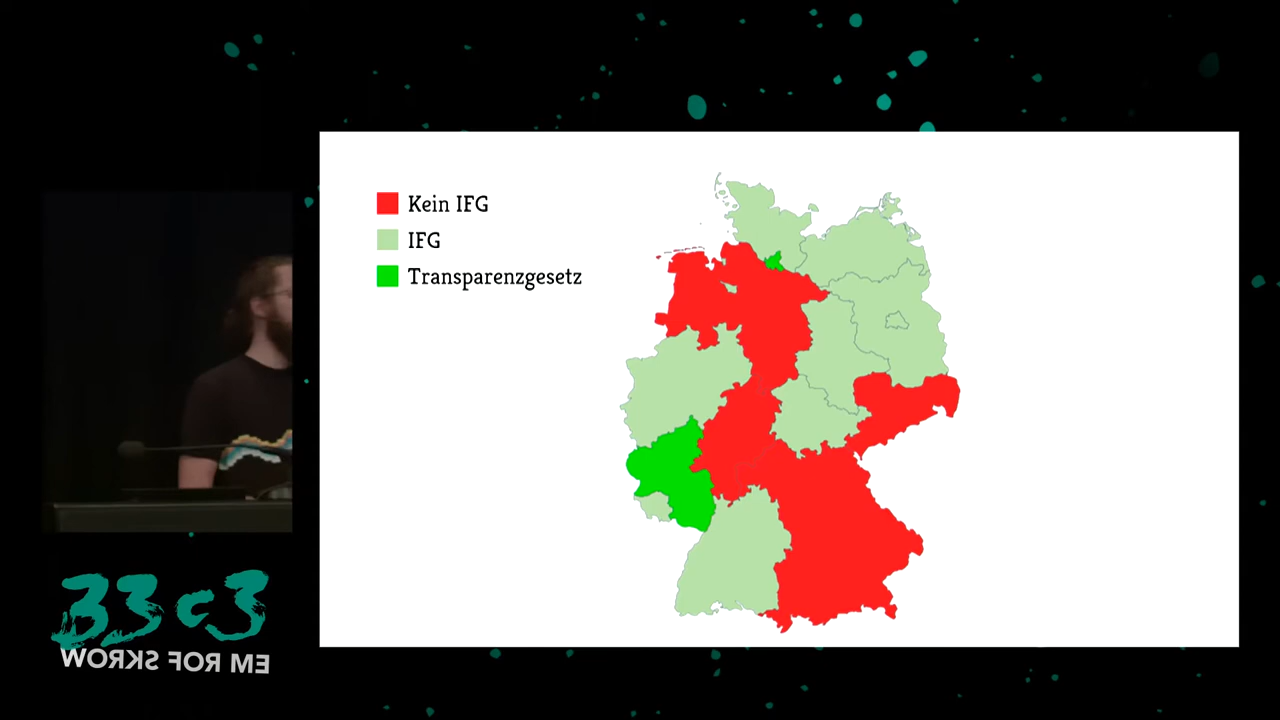 Kein IFG
IFG
Transparenzgesetz
33c3
WORKS FOR ME